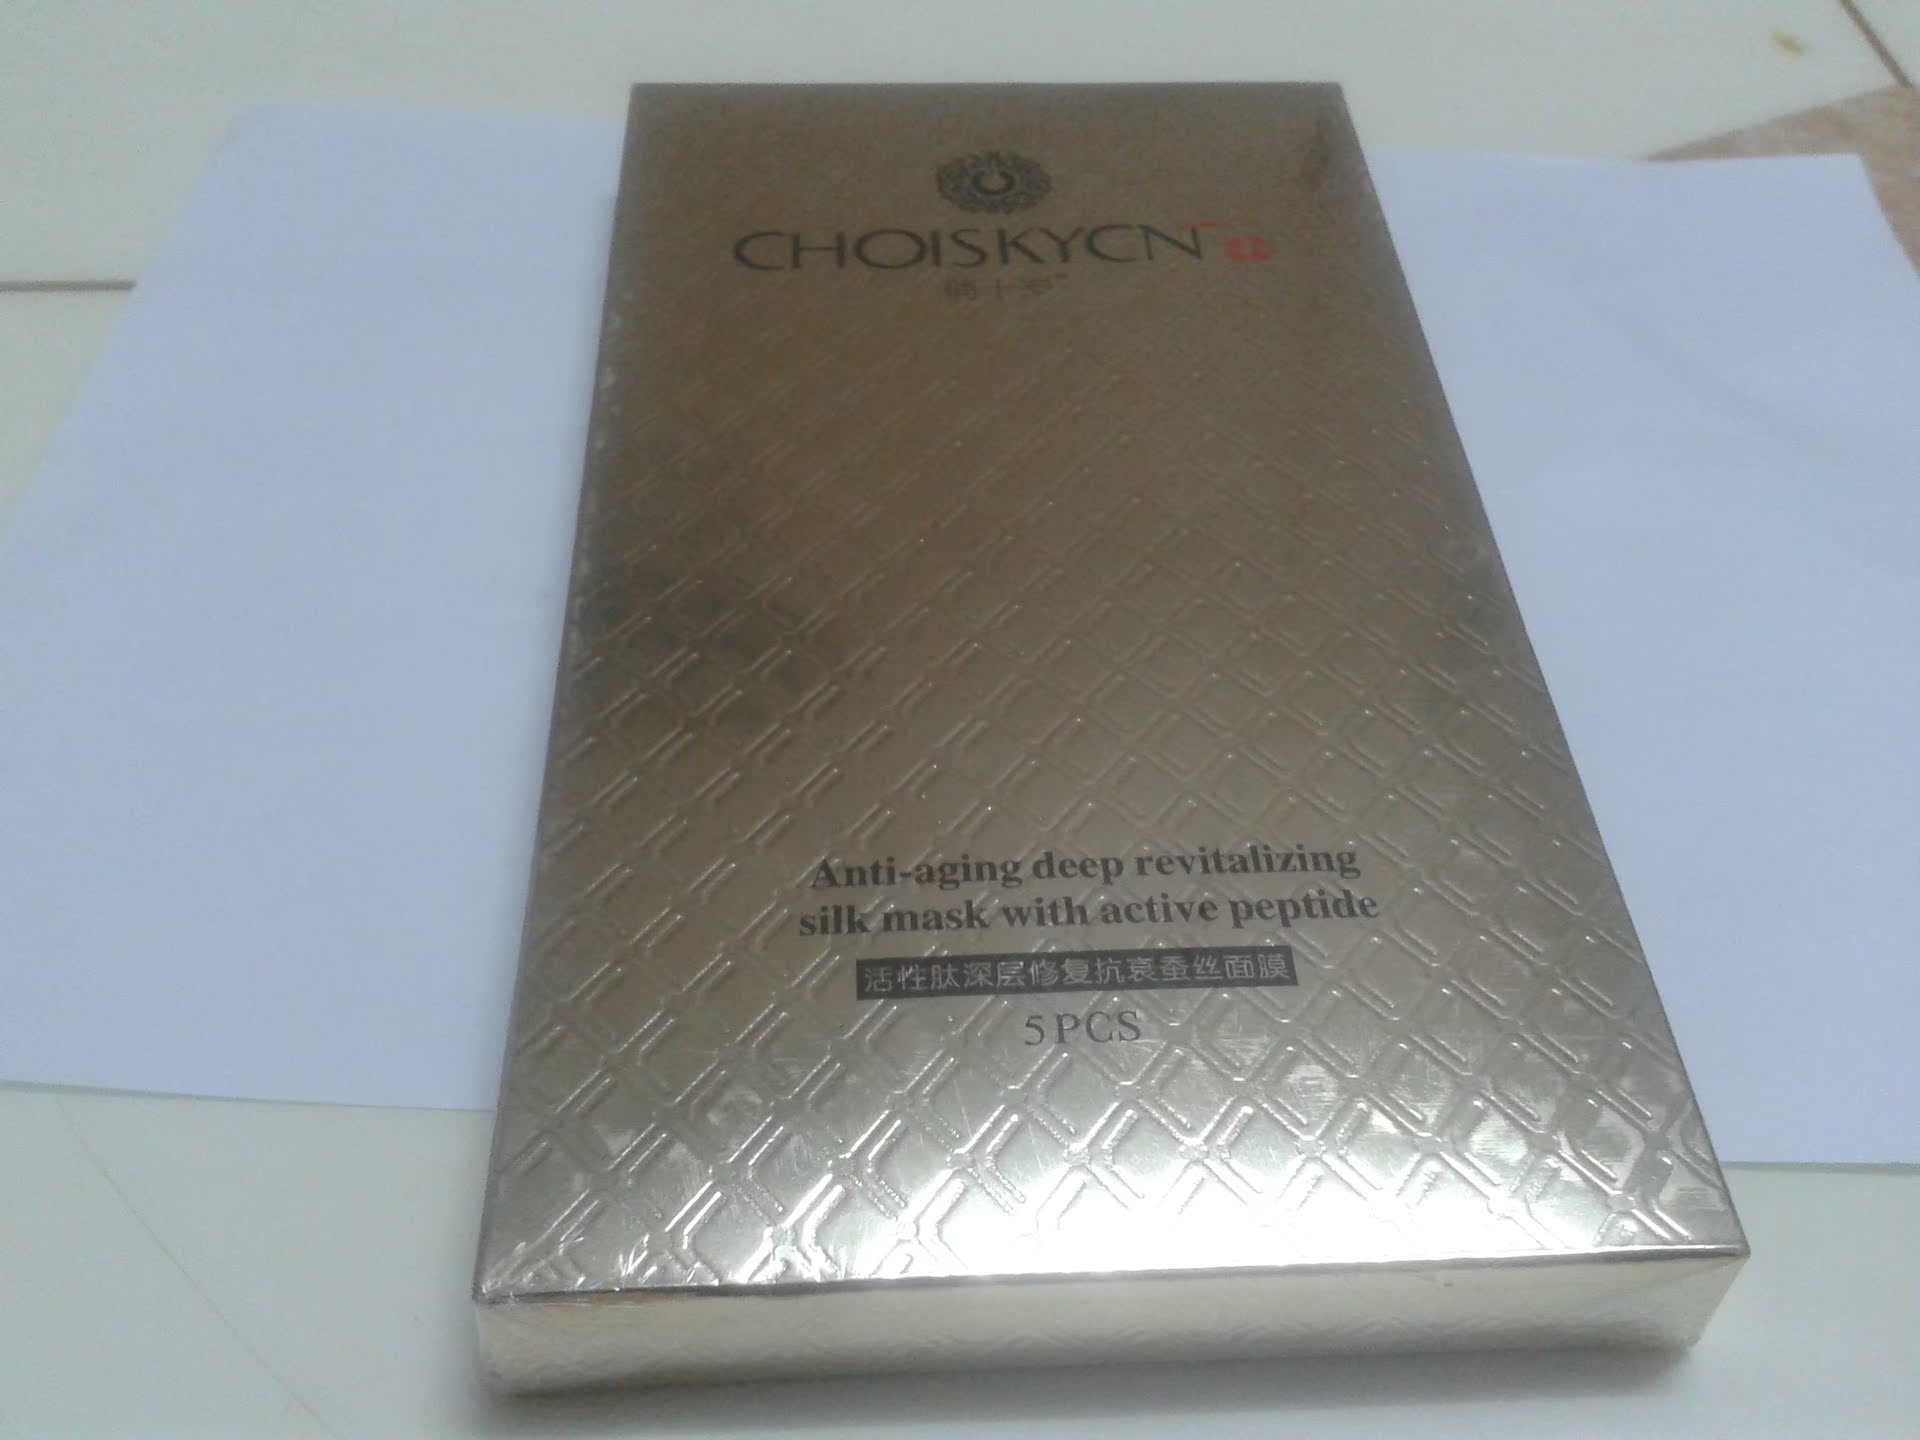 CHOISKYCN
Anti-aging deep revitalizing
silk mask with active peptide
活性肽深层修复抗衰蚕丝面膜
5PCS